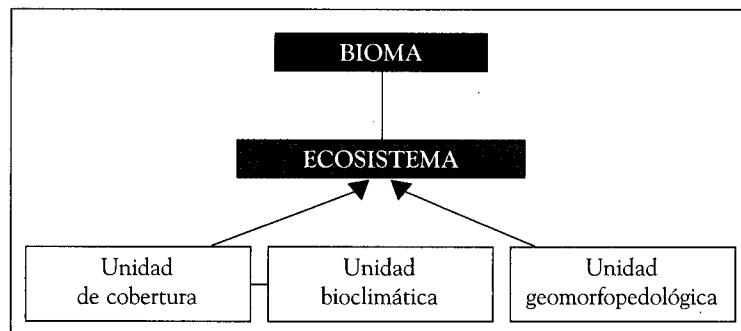 BIOMA
ECOSISTEMA
Unidad
de cobertura
Unidad
bioclimática
Unidad
geomorfopedológica